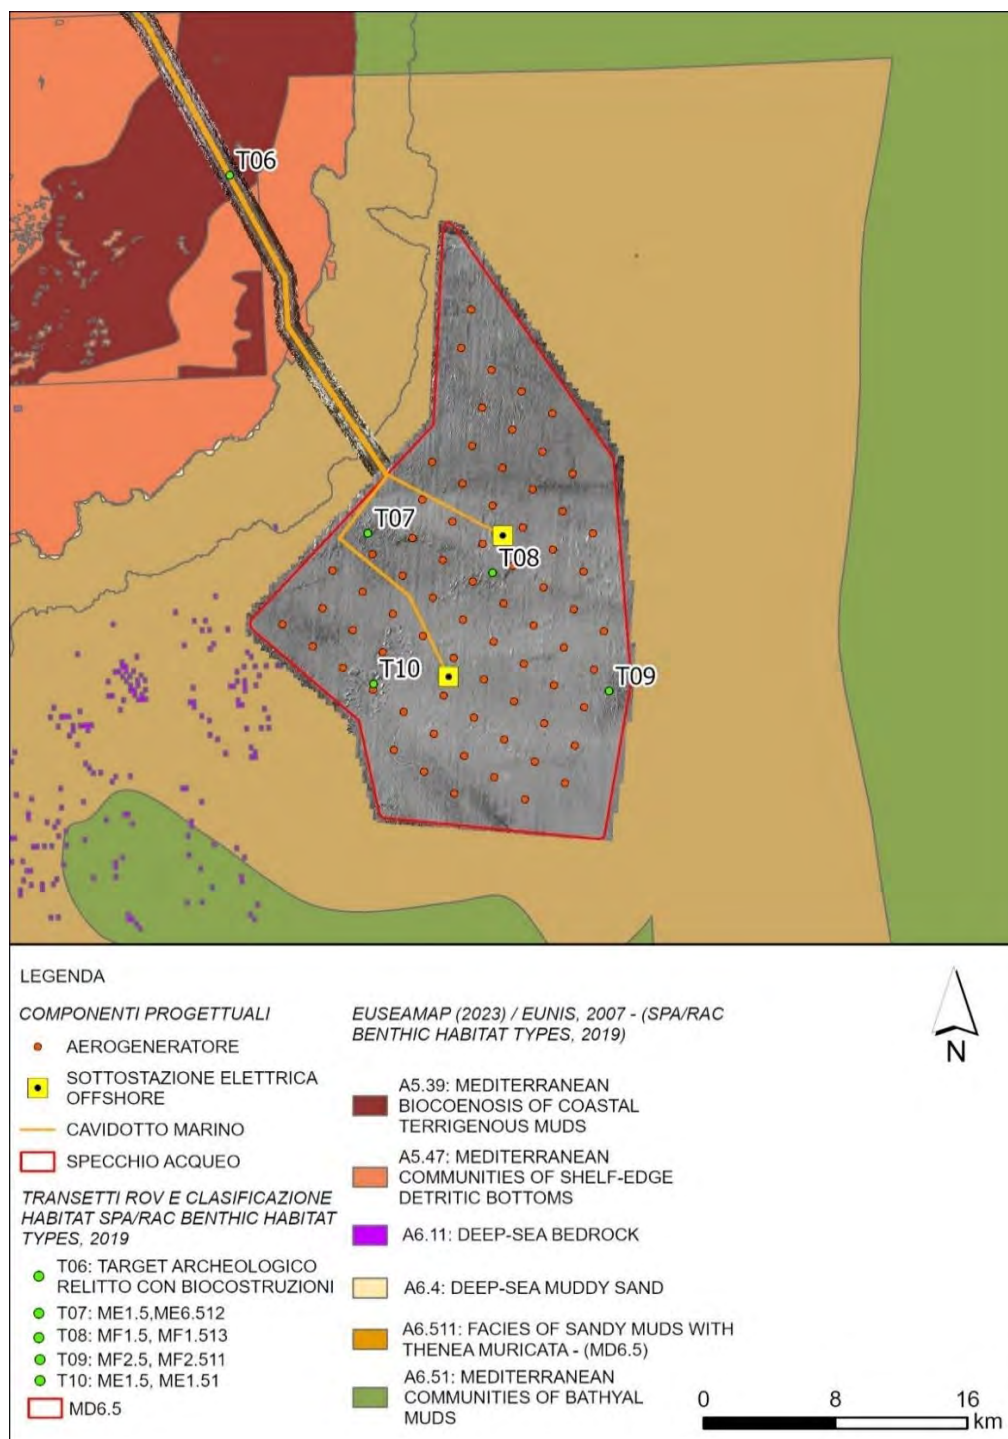 T06
T07
T08
T10
T09
LEGENDA
COMPONENTI PROGETTUALI
AEROGENERATORE
SOTTOSTAZIONE ELETTRICA
OFFSHORE
CAVIDOTTO MARINO
SPECCHIO ACQUEO
TRANSETTI ROV E CLASIFICAZIONE
HABITAT SPA/RAC BENTHIC HABITAT
TYPES, 2019
T06: TARGET ARCHEOLOGICO
RELITTO CON BIOCOSTRUZIONI
T07: ME1.5,ME6.512
T08: MF1.5, MF1.513
T09: MF2.5, MF2.511
T10: ME1.5, ME1.51
MD6.5
EUSEAMAP (2023) / EUNIS, 2007 - (SPA/RAC
BENTHIC HABITAT TYPES, 2019)
A5.39: MEDITERRANEAN
BIOCOENOSIS OF COASTAL
TERRIGENOUS MUDS
A5.47: MEDITERRANEAN
COMMUNITIES OF SHELF-EDGE
DETRITIC BOTTOMS
A6.11: DEEP-SEA BEDROCK
A6.4: DEEP-SEA MUDDY SAND
A6.511: FACIES OF SANDY MUDS WITH
THENEA MURICATA - (MD6.5)
A6.51: MEDITERRANEAN
COMMUNITIES OF BATHYAL
MUDS
N
0 8 16
km